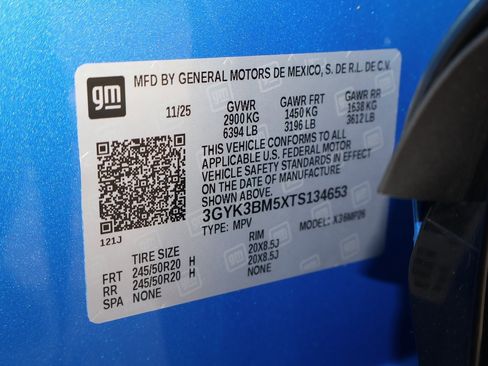 gm
MFD BY GENERAL MOTORS DE MEXICO, S. DE R.L. DE C.V.
11/25 GVWR GAWR FRT GAWR RR
2900 KG 1450 KG 1638 KG
6394 LB 3196 LB 3612 LB
THIS VEHICLE CONFORMS TO ALL
APPLICABLE U.S. FEDERAL MOTOR
VEHICLE SAFETY STANDARDS IN EFFECT
ON THE DATE OF MANUFACTURE
SHOWN ABOVE.
3GYK3BM5XTS134653
TYPE: MPV MODEL: X36MP26
121J
TIRE SIZE RIM
FRT 245/50R20 H 20X8.5J
RR 245/50R20 H 20X8.5J
SPA NONE NONE